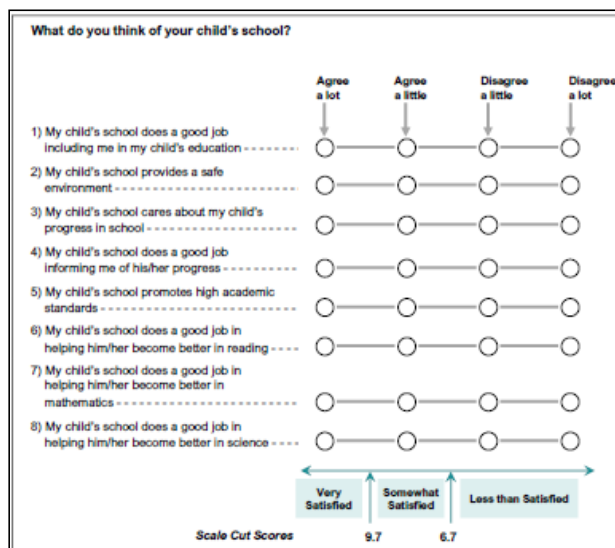 What do you think of your child's school?
Agree a lot
Agree a little
Disagree a little
Disagree a lot
1) My child's school does a good job
including me in my child's education
2) My child's school provides a safe
environment
3) My child's school cares about my child's
progress in school
4) My child's school does a good job
informing me of his/her progress
5) My child's school promotes high academic
standards
6) My child's school does a good job in
helping him/her become better in reading
7) My child's school does a good job in
helping him/her become better in
mathematics
8) My child's school does a good job in
helping him/her become better in science
Very Satisfied
Somewhat Satisfied
Less than Satisfied
Scale Cut Scores 9.7 6.7